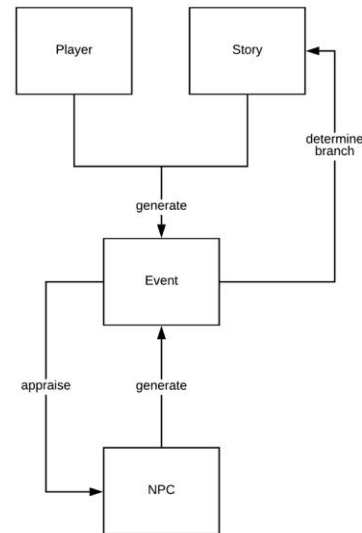 Player
Story
determine
branch
generate
Event
appraise
generate
NPC